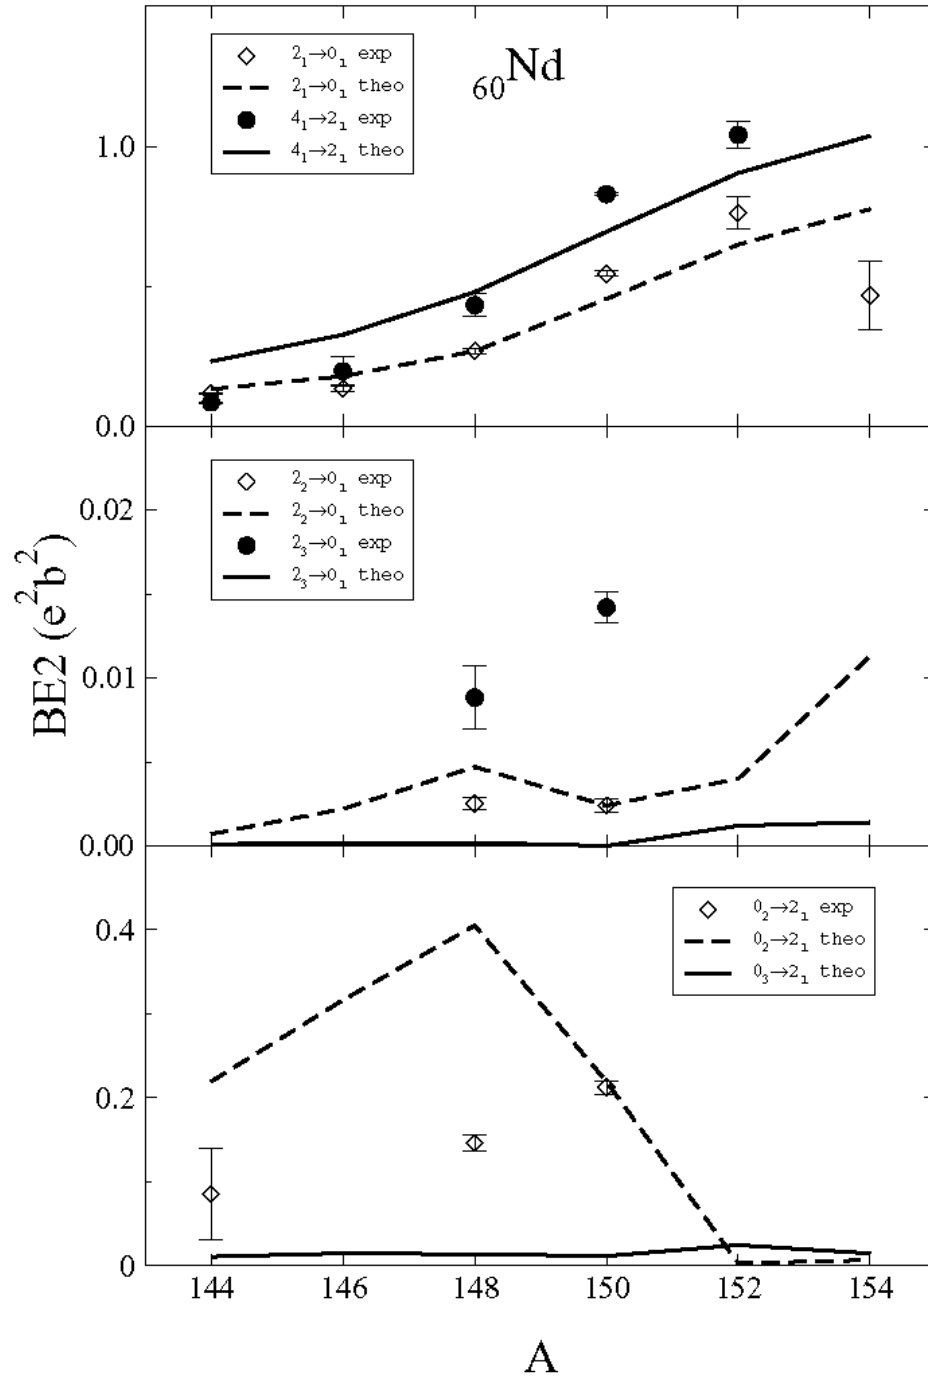 2₁→0₁ exp
2₁→0₁ theo
4₁→2₁ exp
4₁→2₁ theo
₆₀Nd
1.0
0.0
2₂→0₁ exp
2₂→0₁ theo
2₃→0₁ exp
2₃→0₁ theo
0.02
0.01
0.00
BE2 (e²b²)
0₂→2₁ exp
0₂→2₁ theo
0₃→2₁ theo
0.4
0.2
0
144 146 148 150 152 154
A